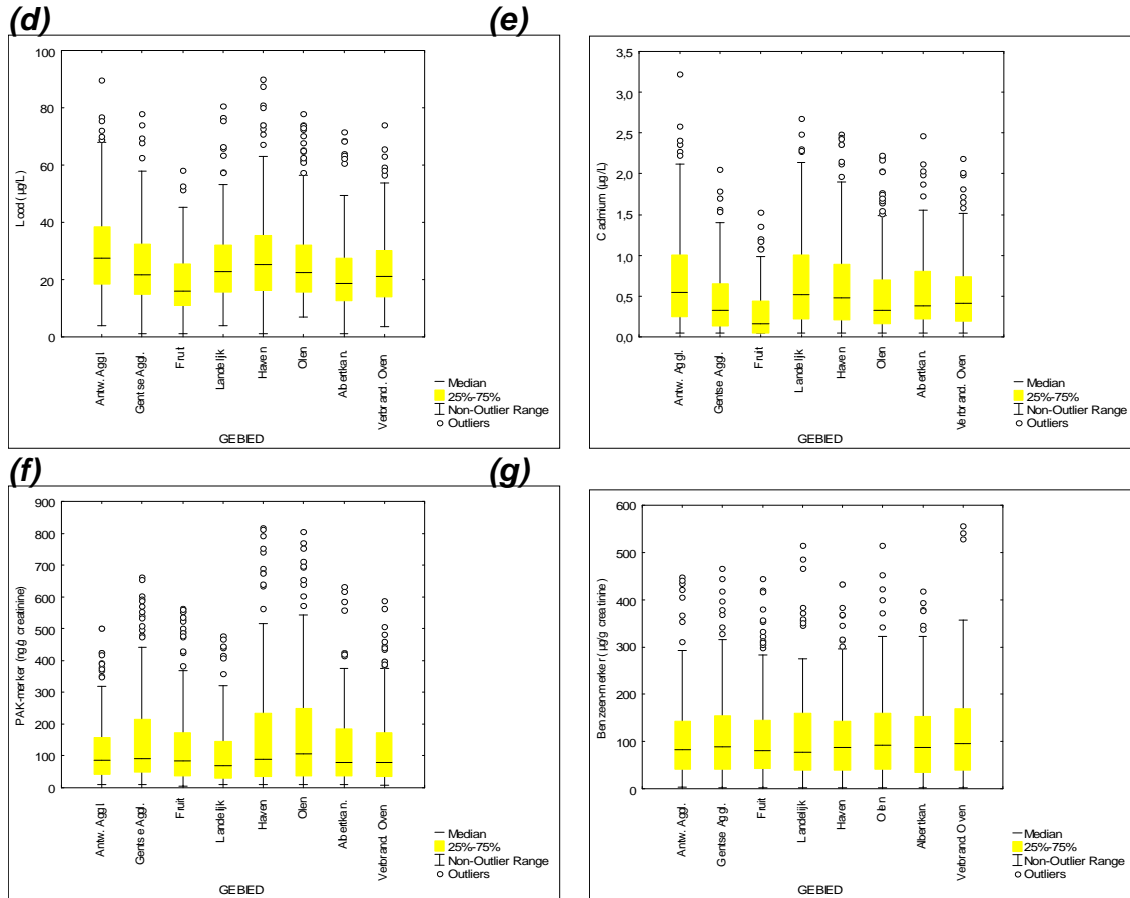 (d)
100
80
60
40
20
0
Lood (µg/L)
Antw. Aggl.
Gentse Aggl.
Fruit
Landelijk
Haven
Olen
Abertkan.
Verbrand. Oven
GEBIED
Median
25%-75%
Non-Outlier Range
Outliers
(e)
3,5
3,0
2,5
2,0
1,5
1,0
0,5
0,0
Cadmium (µg/L)
Antw. Aggl.
Gentse Aggl.
Fruit
Landelijk
Haven
Olen
Abertkan.
Verbrand. Oven
GEBIED
Median
25%-75%
Non-Outlier Range
Outliers
(f)
900
800
700
600
500
400
300
200
100
0
PAK-merker (ng/g creatinine)
Antw. Aggl.
Gentse Aggl.
Fruit
Landelijk
Haven
Olen
Abertkan.
Verbrand. Oven
GEBIED
Median
25%-75%
Non-Outlier Range
Outliers
(g)
600
500
400
300
200
100
0
Benzeen-merker (µg/g creatinine)
Antw. Aggl.
Gentse Aggl.
Fruit
Landelijk
Haven
Olen
Albertkan.
Verbrand. Oven
GEBIED
Median
25%-75%
Non-Outlier Range
Outliers